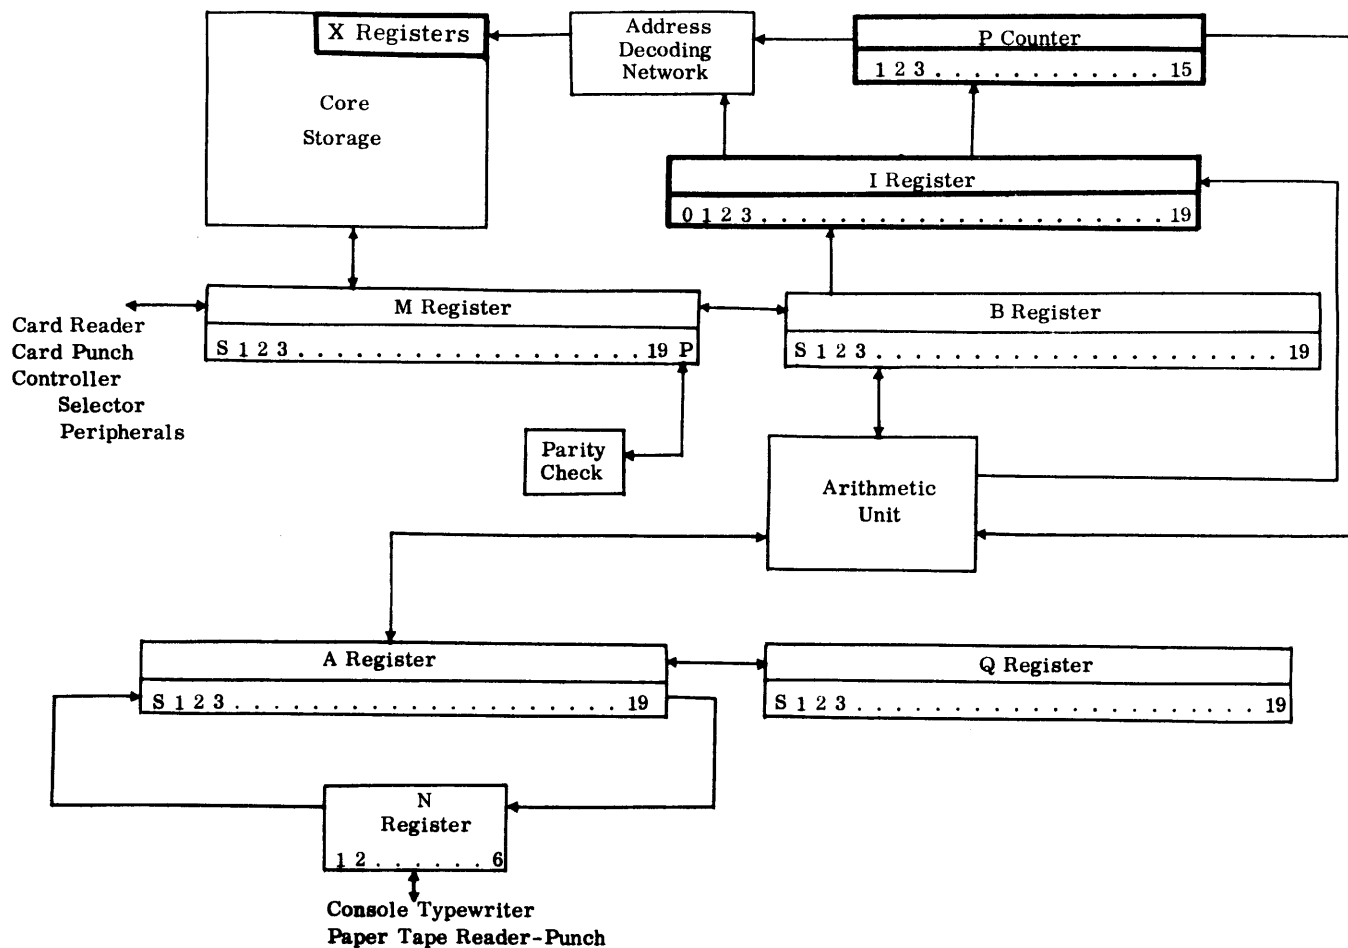 X Registers
Core
Storage
Address
Decoding
Network
P Counter
1 2 3 . . . . . . . . . . . . 15
I Register
0 1 2 3 . . . . . . . . . . . . . . . . . . . . . 19
M Register
S 1 2 3 . . . . . . . . . . . . . . . . . . 19 P
B Register
S 1 2 3 . . . . . . . . . . . . . . . . . . . . . 19
Card Reader
Card Punch
Controller
Selector
Peripherals
Parity
Check
Arithmetic
Unit
A Register
S 1 2 3 . . . . . . . . . . . . . . . . . . . . 19
Q Register
S 1 2 3 . . . . . . . . . . . . . . . . . . . . . 19
N
Register
1 2 . . . . . . 6
Console Typewriter
Paper Tape Reader-Punch